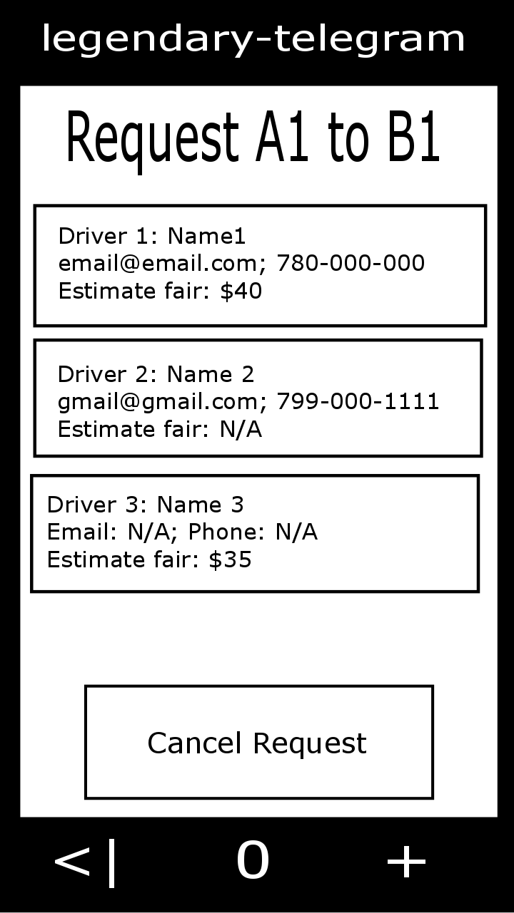 legendary-telegram
Request A1 to B1
Driver 1: Name1
email@email.com; 780-000-000
Estimate fair: $40
Driver 2: Name 2
gmail@gmail.com; 799-000-1111
Estimate fair: N/A
Driver 3: Name 3
Email: N/A; Phone: N/A
Estimate fair: $35
Cancel Request
<| O +